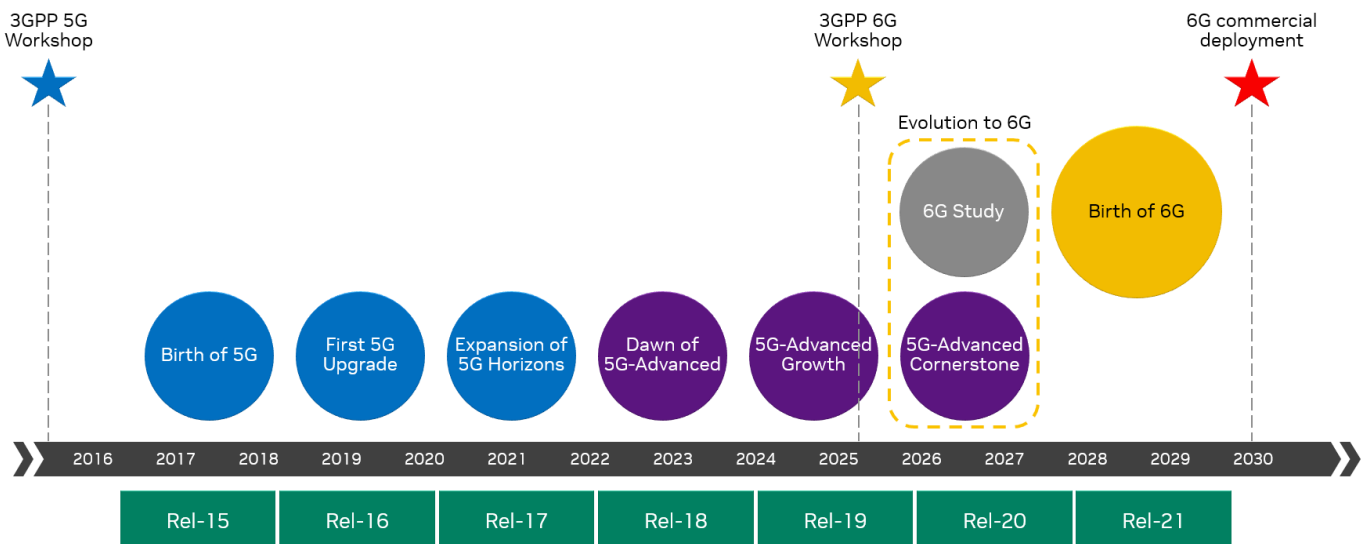 3GPP 5G
Workshop
3GPP 6G
Workshop
6G commercial
deployment
Evolution to 6G
6G Study
Birth of 6G
Birth of 5G
First 5G
Upgrade
Expansion of
5G Horizons
Dawn of
5G-Advanced
5G-Advanced
Growth
5G-Advanced
Cornerstone
2016 2017 2018 2019 2020 2021 2022 2023 2024 2025 2026 2027 2028 2029 2030
Rel-15 Rel-16 Rel-17 Rel-18 Rel-19 Rel-20 Rel-21